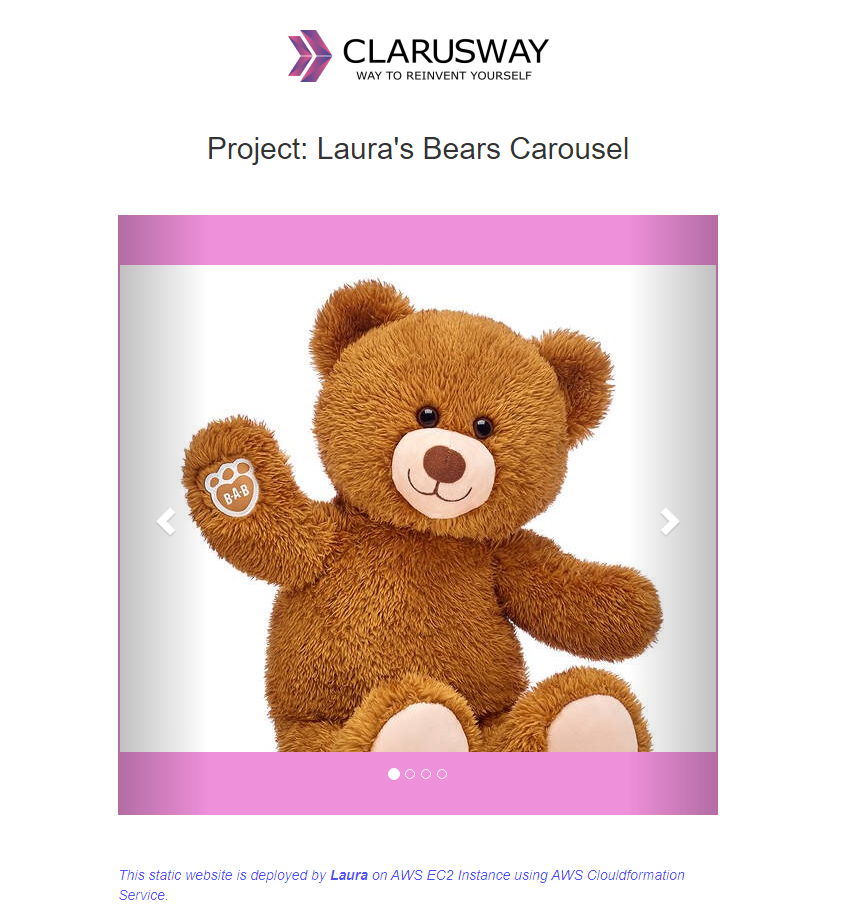 CLARUSWAY
WAY TO REINVENT YOURSELF
Project: Laura's Bears Carousel
B·A·B
This static website is deployed by Laura on AWS EC2 Instance using AWS Clouldformation
Service.